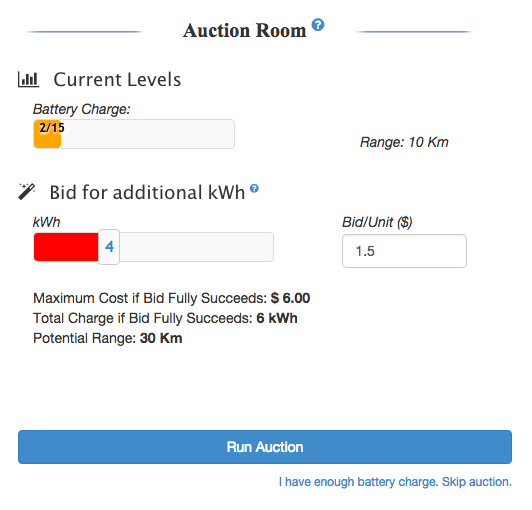 Auction Room ?
Current Levels
Battery Charge:
2/15
Range: 10 Km
Bid for additional kWh ?
kWh
Bid/Unit ($)
4
1.5
Maximum Cost if Bid Fully Succeeds: $ 6.00
Total Charge if Bid Fully Succeeds: 6 kWh
Potential Range: 30 Km
Run Auction
I have enough battery charge. Skip auction.